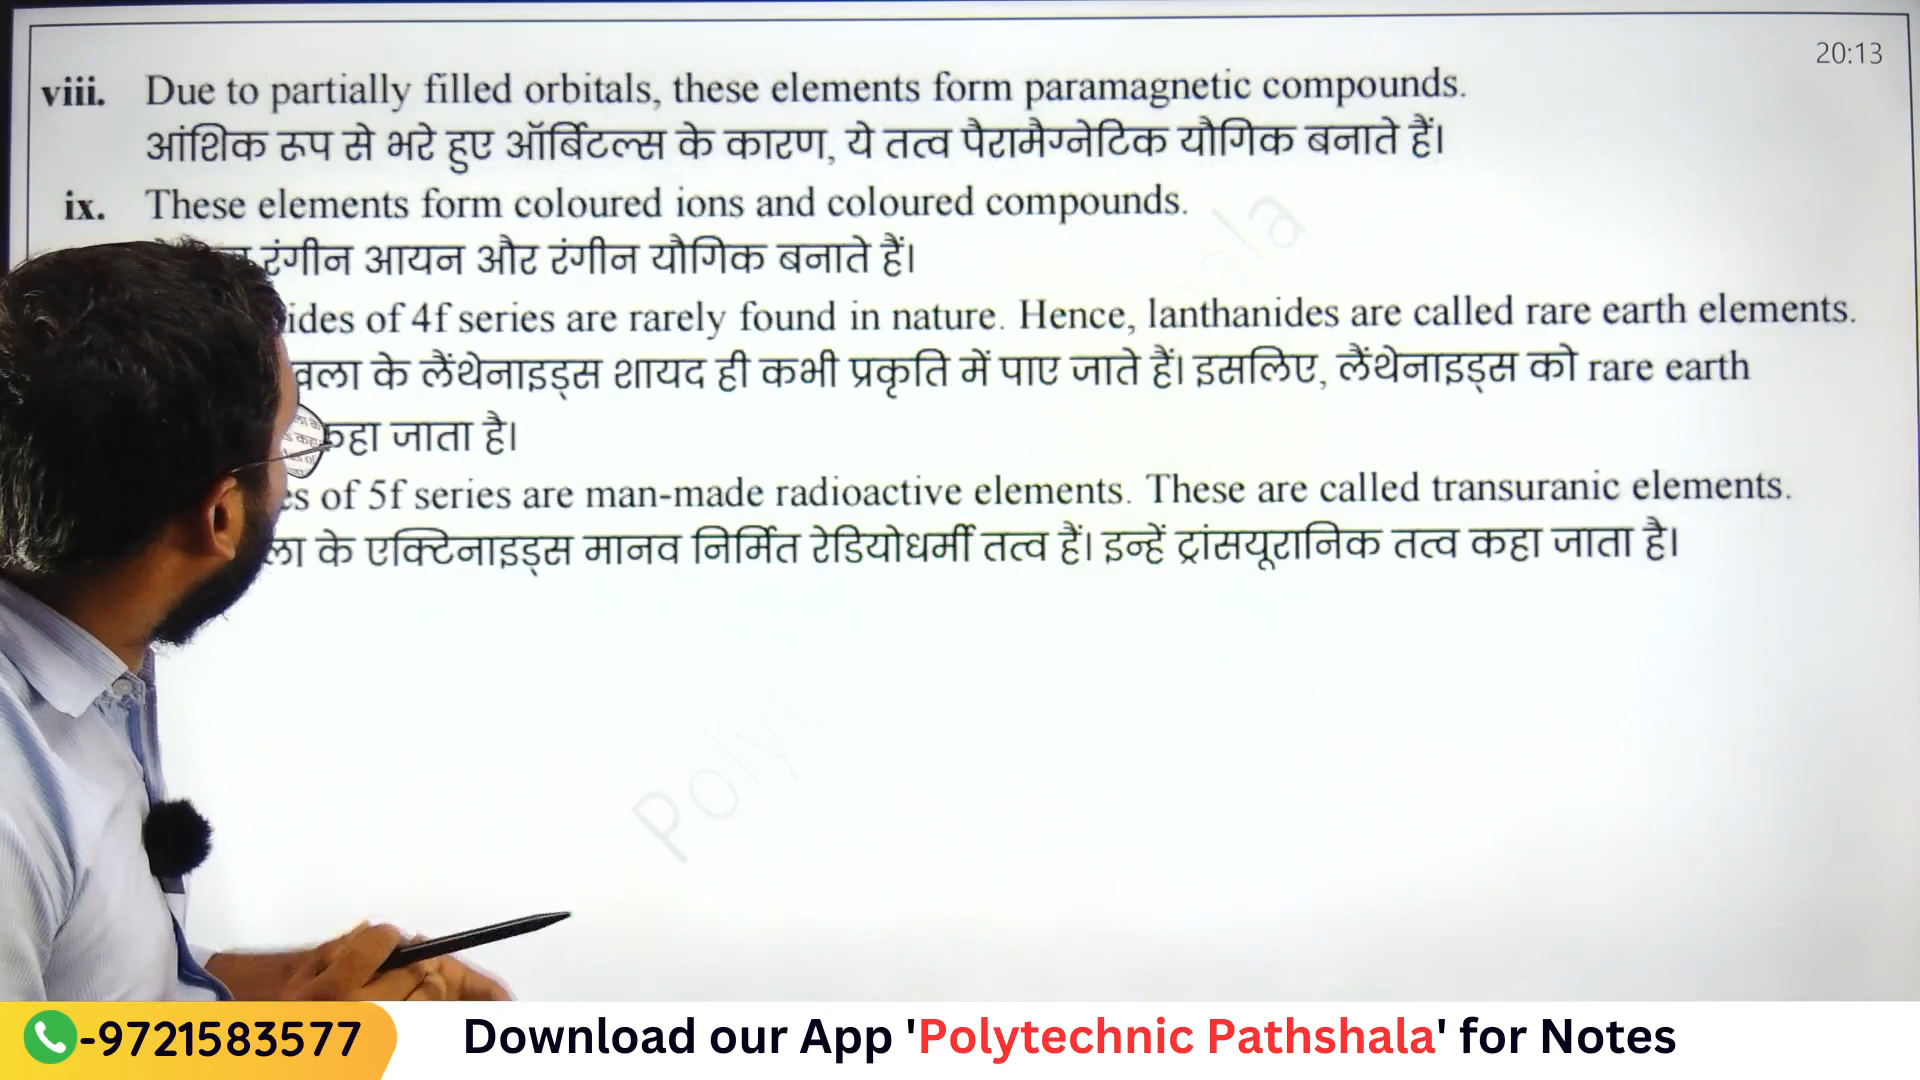 20:13
viii. Due to partially filled orbitals, these elements form paramagnetic compounds.
आंशिक रूप से भरे हुए ऑर्बिटल्स के कारण, ये तत्व पैरामैग्नेटिक यौगिक बनाते हैं।
ix. These elements form coloured ions and coloured compounds.
रंगीन आयन और रंगीन यौगिक बनाते हैं।
of 4f series are rarely found in nature. Hence, lanthanides are called rare earth elements.
के लैंथेनाइड्स शायद ही कभी प्रकृति में पाए जाते हैं। इसलिए, लैंथेनाइड्स को rare earth
कहा जाता है।
of 5f series are man-made radioactive elements. These are called transuranic elements.
के एक्टिनाइड्स मानव निर्मित रेडियोधर्मी तत्व हैं। इन्हें ट्रांसयूरानिक तत्व कहा जाता है।
-9721583577 Download our App 'Polytechnic Pathshala' for Notes